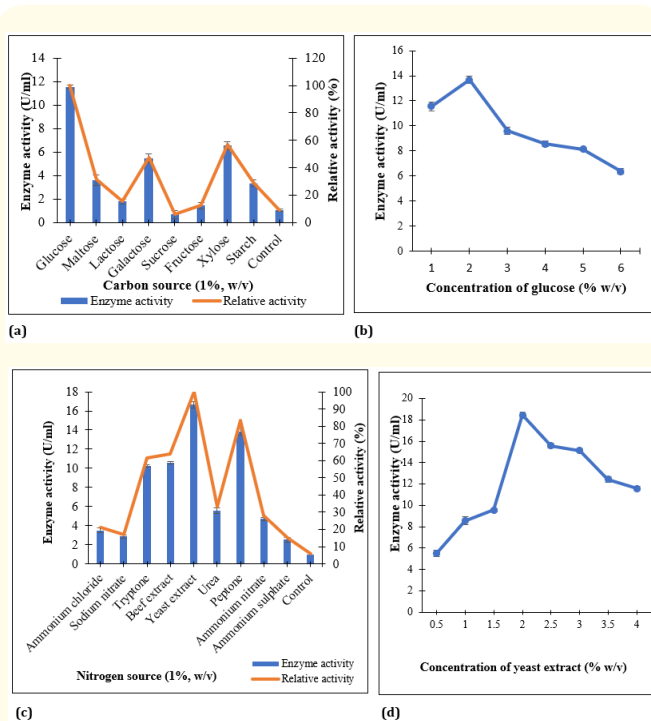 14
12
10
8
6
4
2
0
Enzyme activity (U/ml)
120
100
80
60
40
20
0
Relative activity (%)
Glucose
Maltose
Lactose
Galactose
Sucrose
Fructose
Xylose
Starch
Control
Carbon source (1%, w/v)
Enzyme activity Relative activity
(a)
16
14
12
10
8
6
4
2
0
Enzyme activity (U/ml)
1 2 3 4 5 6
Concentration of glucose (% w/v)
(b)
18
16
14
12
10
8
6
4
2
0
Enzyme activity (U/ml)
100
90
80
70
60
50
40
30
20
10
0
Relative activity (%)
Ammonium chloride
Sodium nitrate
Tryptone
Beef extract
Yeast extract
Urea
Peptone
Ammonium nitrate
Ammonium sulphate
Control
Nitrogen source (1%, w/v)
Enzyme activity
Relative activity
(c)
20
18
16
14
12
10
8
6
4
2
0
Enzyme activity (U/ml)
0.5 1 1.5 2 2.5 3 3.5 4
Concentration of yeast extract (% w/v)
(d)